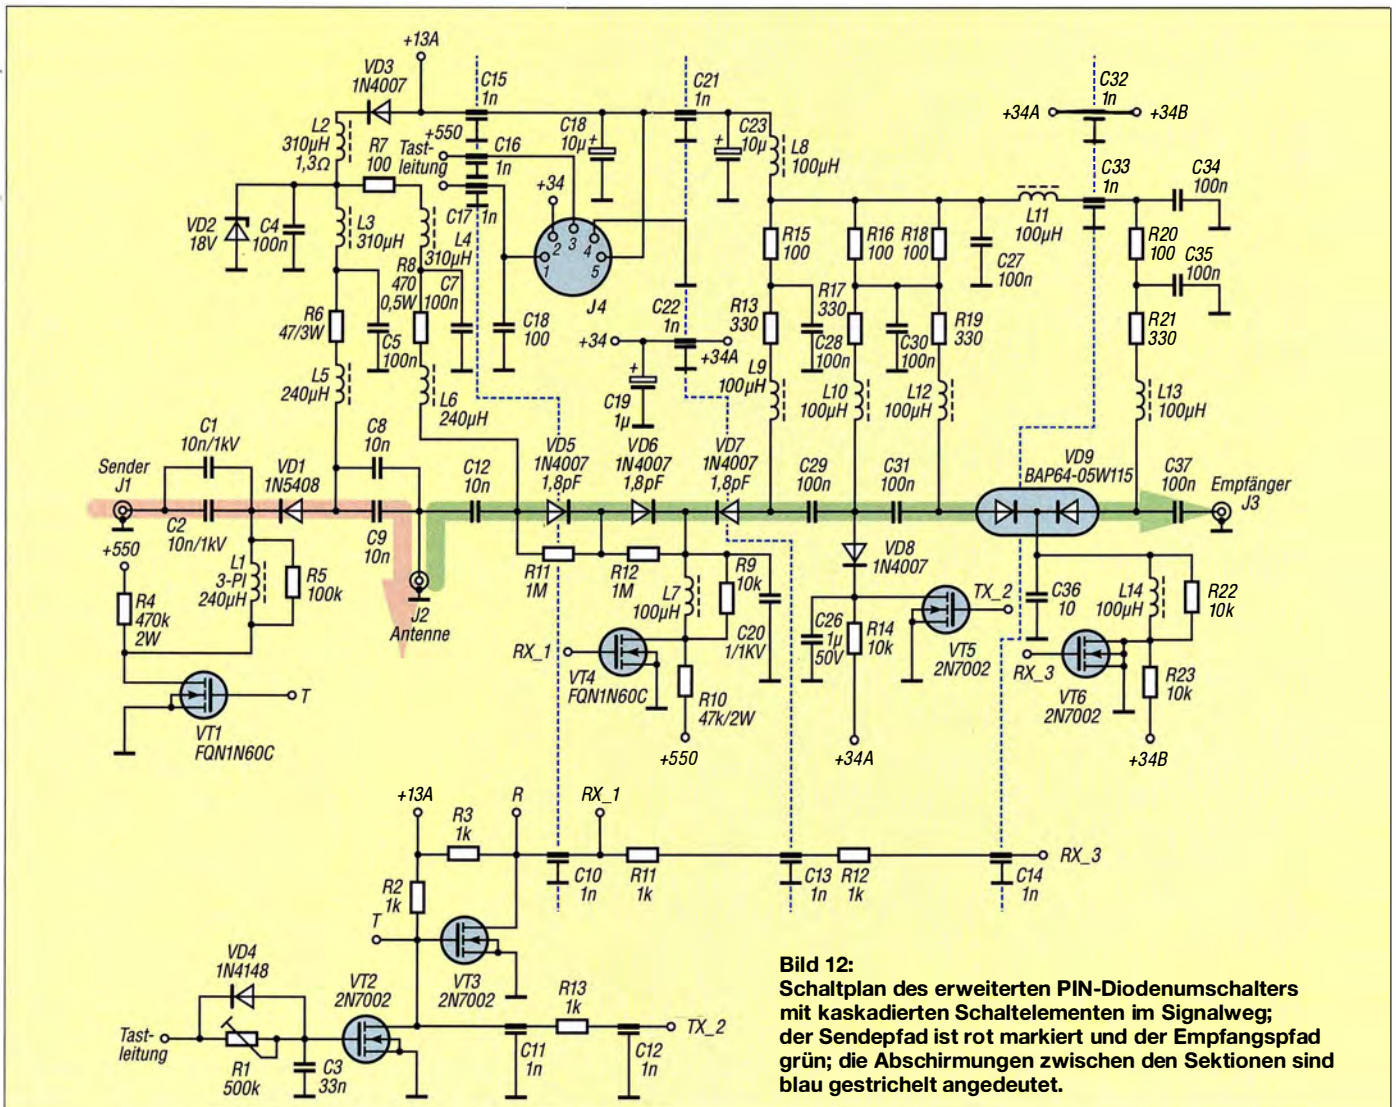 +13A
VD3
1N4007
C15
1n
+550
C16
1n
Tast-
leitung
C17
1n
L2
310µH
1,3Ω
R7
100
VD2
18V
C4
100n
L3
310µH
L4
310µH
R8
470
0,5W
C7
100n
R6
47/3W
C5
100n
L5
240µH
L6
240µH
C18
10µ
+
+34
1
2
3
4
5
J4
C18
100
C21
1n
C22
1n
+34
+34A
+
C19
1µ
C23
10µ
+
L8
100µH
R15
100
R13
330
C28
100n
L9
100µH
R16
100
R18
100
R17
330
C30
100n
R19
330
L10
100µH
L12
100µH
C27
100n
L11
100µH
C32
1n
+34A
+34B
C33
1n
C34
100n
R20
100
C35
100n
R21
330
L13
100µH
Sender
J1
C1
10n/1kV
C2
10n/1kV
VD1
1N5408
C8
10n
C9
10n
C12
10n
VD5
1N4007
1,8pF
VD6
1N4007
1,8pF
VD7
1N4007
1,8pF
C29
100n
C31
100n
VD9
BAP64-05W115
C37
100n
Empfänger
J3
+550
R4
470k
2W
L1
3-PI
240µH
R5
100k
J2
Antenne
R11
1M
R12
1M
L7
100µH
R9
10k
C20
1/1KV
RX_1
VT4
FQN1N60C
R10
47k/2W
+550
VD8
1N4007
C26
1µ
50V
R14
10k
+34A
TX_2
VT5
2N7002
C36
10
L14
100µH
R22
10k
RX_3
VT6
2N7002
R23
10k
+34B
T
VT1
FQN1N60C
+13A
R3
1k
R
RX_1
R2
1k
C10
1n
R11
1k
C13
1n
R12
1k
C14
1n
RX_3
T
VT3
2N7002
VD4
1N4148
VT2
2N7002
Tast-
leitung
R1
500k
C3
33n
C11
1n
R13
1k
C12
1n
TX_2
Bild 12:
Schaltplan des erweiterten PIN-Diodenumschalters
mit kaskadierten Schaltelementen im Signalweg;
der Sendepfad ist rot markiert und der Empfangspfad
grün; die Abschirmungen zwischen den Sektionen sind
blau gestrichelt angedeutet.